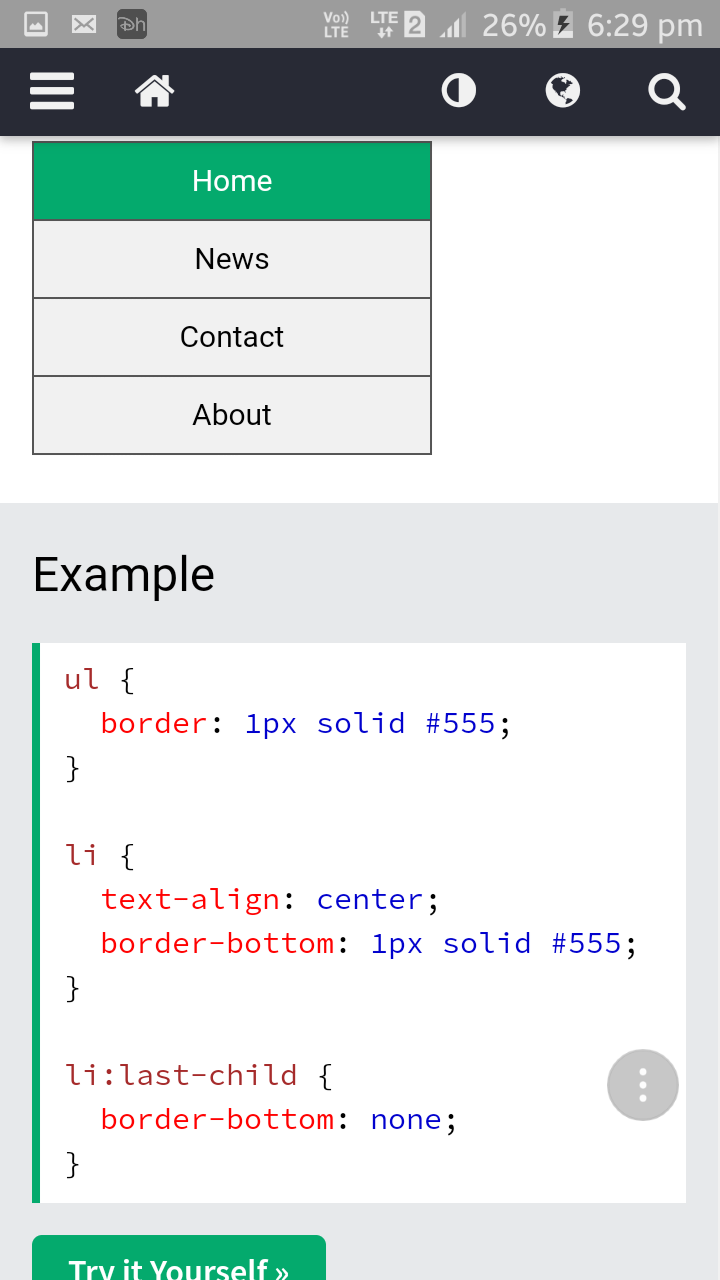 Vo)) LTE LTE 2 26% 6:29 pm
Home
News
Contact
About
Example
ul {
  border: 1px solid #555;
}
li {
  text-align: center;
  border-bottom: 1px solid #555;
}
li:last-child {
  border-bottom: none;
}
Try it Yourself »